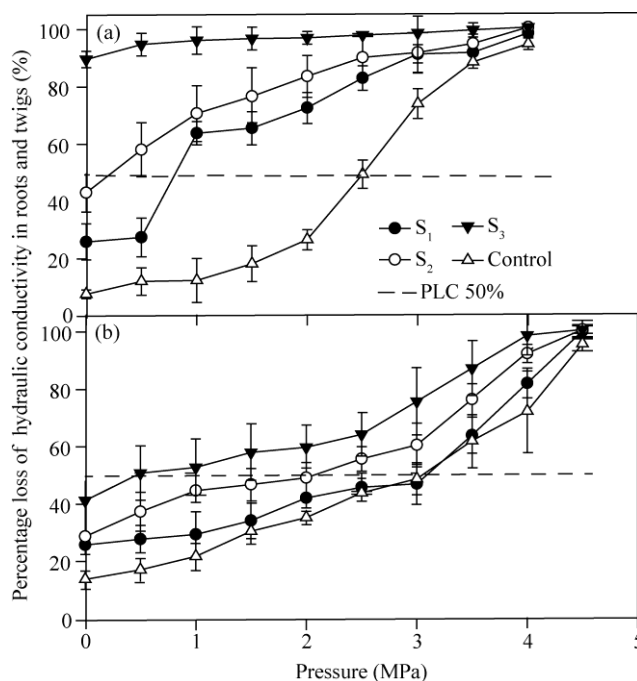 Percentage loss of hydraulic conductivity in roots and twigs (%)
(a)
100
80
60
40
20
0
S1 S3
S2 Control
PLC 50%
(b)
100
80
60
40
20
0
0 1 2 3 4 5
Pressure (MPa)